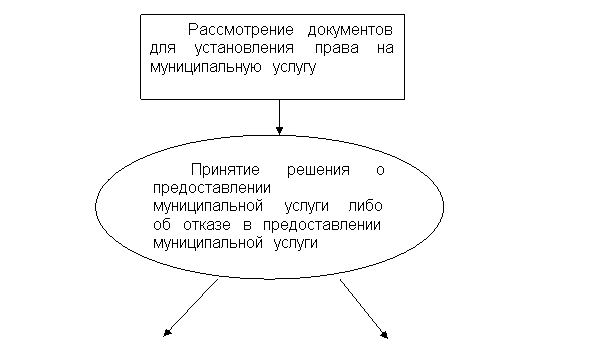 Рассмотрение документов
для установления права на
муниципальную услугу
Принятие решения о
предоставлении
муниципальной услуги либо
об отказе в предоставлении
муниципальной услуги